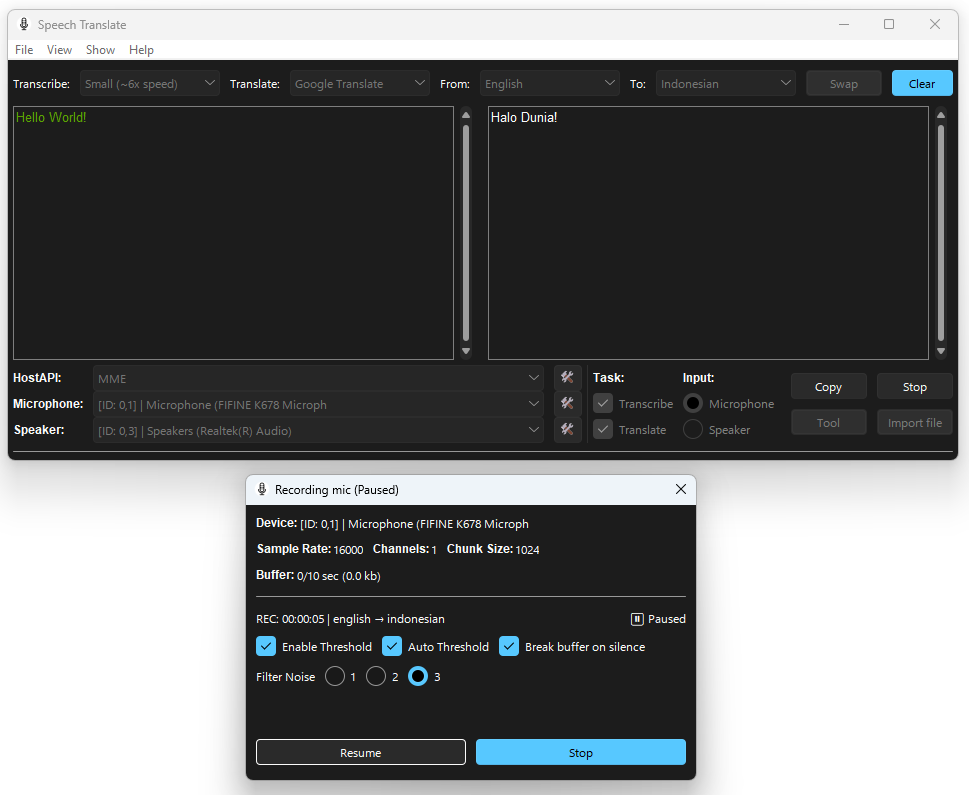 Speech Translate
File View Show Help
Transcribe: Small (~6x speed) Translate: Google Translate From: English To: Indonesian Swap Clear
Hello World! Halo Dunia!
HostAPI: MME Task: Input:
Copy Stop
Microphone: [ID: 0,1] | Microphone (FIFINE K678 Microph Transcribe Microphone
Tool Import file
Speaker: [ID: 0,3] | Speakers (Realtek(R) Audio) Translate Speaker
Recording mic (Paused)
Device: [ID: 0,1] | Microphone (FIFINE K678 Microph
Sample Rate: 16000 Channels: 1 Chunk Size: 1024
Buffer: 0/10 sec (0.0 kb)
REC: 00:00:05 | english → indonesian Paused
Enable Threshold Auto Threshold Break buffer on silence
Filter Noise 1 2 3
Resume Stop